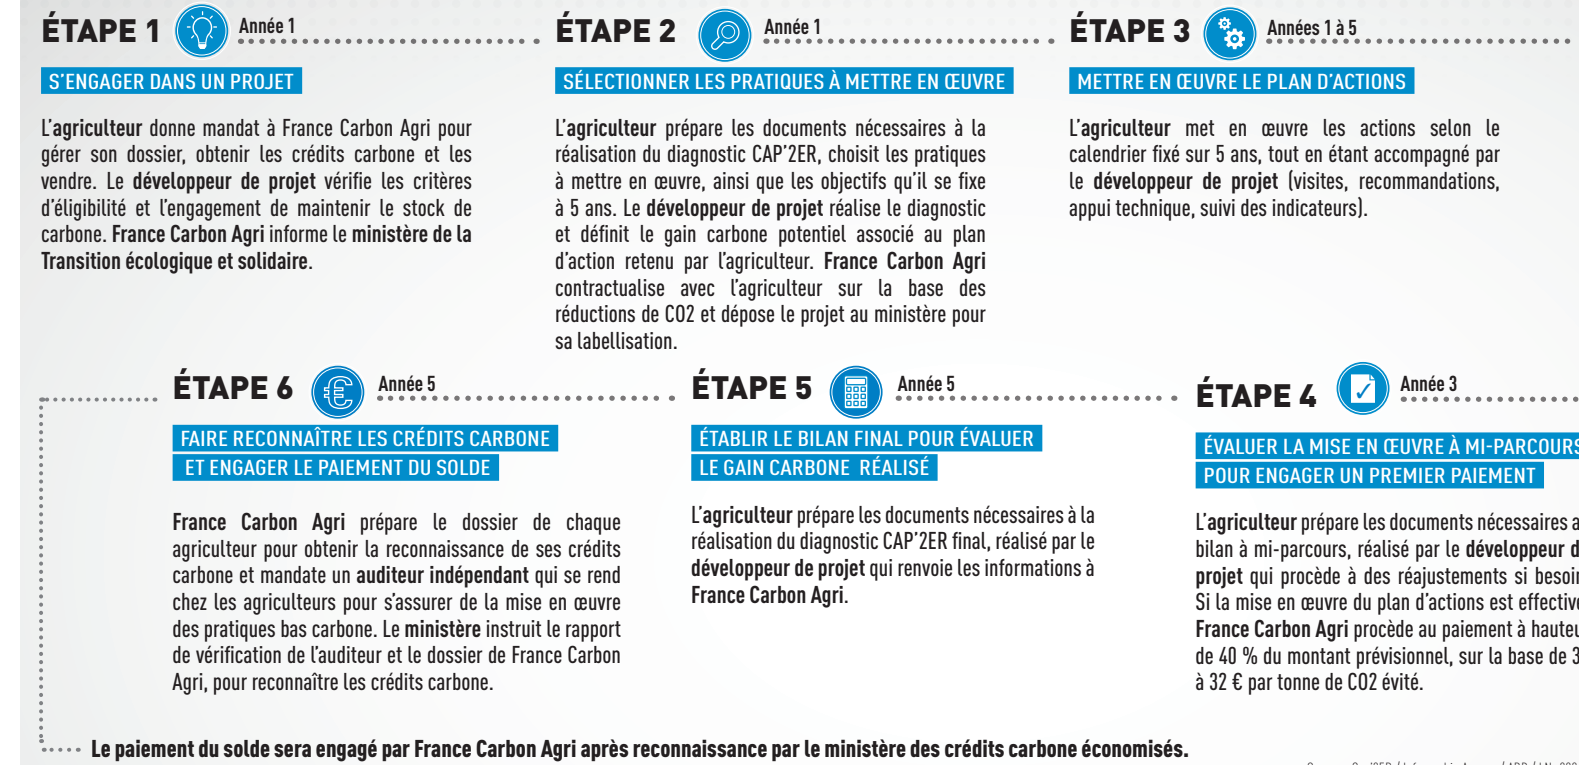 ÉTAPE 1
Année 1
S'ENGAGER DANS UN PROJET
L'agriculteur donne mandat à France Carbon Agri pour
gérer son dossier, obtenir les crédits carbone et les
vendre. Le développeur de projet vérifie les critères
d'éligibilité et l'engagement de maintenir le stock de
carbone. France Carbon Agri informe le ministère de la
Transition écologique et solidaire.
ÉTAPE 2
Année 1
SÉLECTIONNER LES PRATIQUES À METTRE EN ŒUVRE
L'agriculteur prépare les documents nécessaires à la
réalisation du diagnostic CAP'2ER, choisit les pratiques
à mettre en œuvre, ainsi que les objectifs qu'il se fixe
à 5 ans. Le développeur de projet réalise le diagnostic
et définit le gain carbone potentiel associé au plan
d'action retenu par l'agriculteur. France Carbon Agri
contractualise avec l'agriculteur sur la base des
réductions de CO2 et dépose le projet au ministère pour
sa labellisation.
ÉTAPE 3
Années 1 à 5
METTRE EN ŒUVRE LE PLAN D'ACTIONS
L'agriculteur met en œuvre les actions selon le
calendrier fixé sur 5 ans, tout en étant accompagné par
le développeur de projet (visites, recommandations,
appui technique, suivi des indicateurs).
ÉTAPE 4
Année 3
ÉVALUER LA MISE EN ŒUVRE À MI-PARCOURS
POUR ENGAGER UN PREMIER PAIEMENT
L'agriculteur prépare les documents nécessaires a
bilan à mi-parcours, réalisé par le développeur d
projet qui procède à des réajustements si besoin
Si la mise en œuvre du plan d'actions est effective
France Carbon Agri procède au paiement à hauteu
de 40 % du montant prévisionnel, sur la base de 3
à 32 € par tonne de CO2 évité.
ÉTAPE 5
Année 5
ÉTABLIR LE BILAN FINAL POUR ÉVALUER
LE GAIN CARBONE RÉALISÉ
L'agriculteur prépare les documents nécessaires à la
réalisation du diagnostic CAP'2ER final, réalisé par le
développeur de projet qui renvoie les informations à
France Carbon Agri.
ÉTAPE 6
Année 5
FAIRE RECONNAÎTRE LES CRÉDITS CARBONE
ET ENGAGER LE PAIEMENT DU SOLDE
France Carbon Agri prépare le dossier de chaque
agriculteur pour obtenir la reconnaissance de ses crédits
carbone et mandate un auditeur indépendant qui se rend
chez les agriculteurs pour s'assurer de la mise en œuvre
des pratiques bas carbone. Le ministère instruit le rapport
de vérification de l'auditeur et le dossier de France Carbon
Agri, pour reconnaître les crédits carbone.
Le paiement du solde sera engagé par France Carbon Agri après reconnaissance par le ministère des crédits carbone économisés.